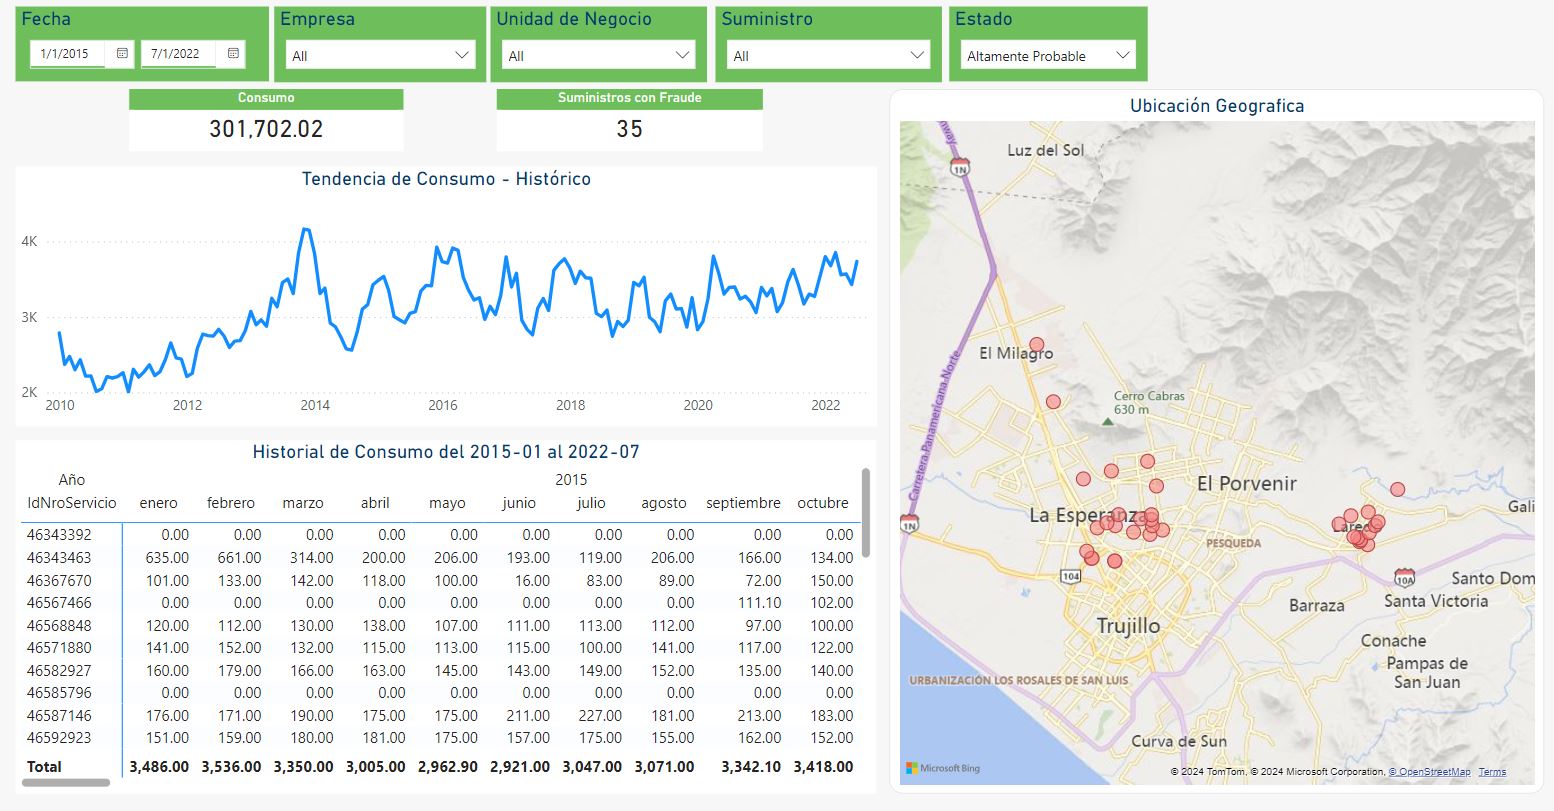 Fecha
1/1/2015
7/1/2022
Empresa
All
Unidad de Negocio
All
Suministro
All
Estado
Altamente Probable
Consumo
301,702.02
Suministros con Fraude
35
Tendencia de Consumo - Histórico
4K
3K
2K
2010 2012 2014 2016 2018 2020 2022
Historial de Consumo del 2015-01 al 2022-07
Año 2015
IdNroServicio enero febrero marzo abril mayo junio julio agosto septiembre octubre
46343392 0.00 0.00 0.00 0.00 0.00 0.00 0.00 0.00 0.00 0.00
46343463 635.00 661.00 314.00 200.00 206.00 193.00 119.00 206.00 166.00 134.00
46367670 101.00 133.00 142.00 118.00 100.00 16.00 83.00 89.00 72.00 150.00
46567466 0.00 0.00 0.00 0.00 0.00 0.00 0.00 0.00 111.10 102.00
46568848 120.00 112.00 130.00 138.00 107.00 111.00 113.00 112.00 97.00 100.00
46571880 141.00 152.00 132.00 115.00 113.00 115.00 100.00 141.00 117.00 122.00
46582927 160.00 179.00 166.00 163.00 145.00 143.00 149.00 152.00 135.00 140.00
46585796 0.00 0.00 0.00 0.00 0.00 0.00 0.00 0.00 0.00 0.00
46587146 176.00 171.00 190.00 175.00 175.00 211.00 227.00 181.00 213.00 183.00
46592923 151.00 159.00 180.00 181.00 175.00 157.00 175.00 155.00 162.00 152.00
Total 3,486.00 3,536.00 3,350.00 3,005.00 2,962.90 2,921.00 3,047.00 3,071.00 3,342.10 3,418.00
Ubicación Geografica
Luz del Sol
1N
El Milagro
Cerro Cabras
630 m
Carretera Panamericana Norte
El Porvenir
La Esperanza
1N
PESQUEDA
104
10A
Santo Dom
Santa Victoria
Barraza
Trujillo
Conache
Pampas de
San Juan
URBANIZACIÓN LOS ROSALES DE SAN LUIS
Curva de Sun
Microsoft Bing
© 2024 TomTom, © 2024 Microsoft Corporation, © OpenStreetMap Terms